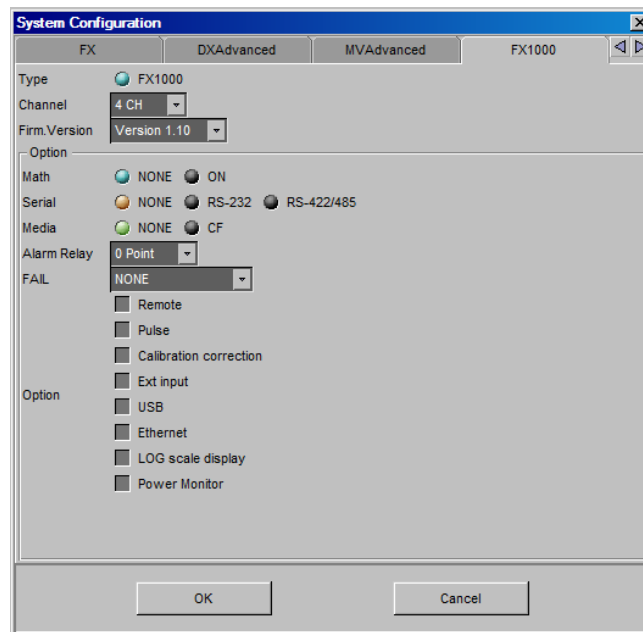 System Configuration
FX DXAdvanced MVAdvanced FX1000
Type FX1000
Channel 4 CH
Firm.Version Version 1.10
Option
Math NONE ON
Serial NONE RS-232 RS-422/485
Media NONE CF
Alarm Relay 0 Point
FAIL NONE
Remote
Pulse
Calibration correction
Ext input
Option
USB
Ethernet
LOG scale display
Power Monitor
OK Cancel